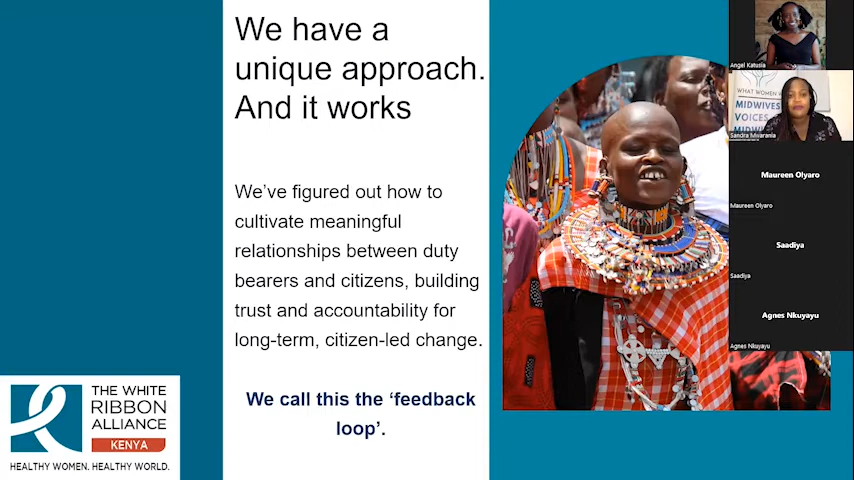 We have a
unique approach.
And it works
We've figured out how to
cultivate meaningful
relationships between duty
bearers and citizens, building
trust and accountability for
long-term, citizen-led change.
We call this the 'feedback
loop'.
THE WHITE
RIBBON
ALLIANCE
KENYA
HEALTHY WOMEN. HEALTHY WORLD.
Angel Katusia
WHAT WOMEN
MIDWIVES
VOICES
MIDWI
Sandra Mwarania
Maureen Olyaro
Maureen Olyaro
Saadiya
Saadiya
Agnes Nkuyayu
Agnes Nkuyayu